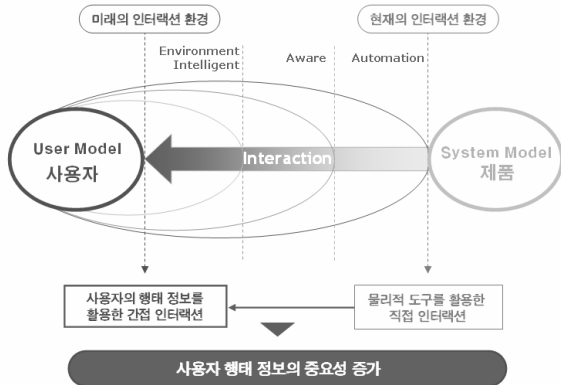 미래의 인터랙션 환경
현재의 인터랙션 환경
Environment
Intelligent
Aware
Automation
User Model
사용자
Interaction
System Model
제품
사용자의 행태 정보를
활용한 간접 인터랙션
물리적 도구를 활용한
직접 인터랙션
사용자 행태 정보의 중요성 증가